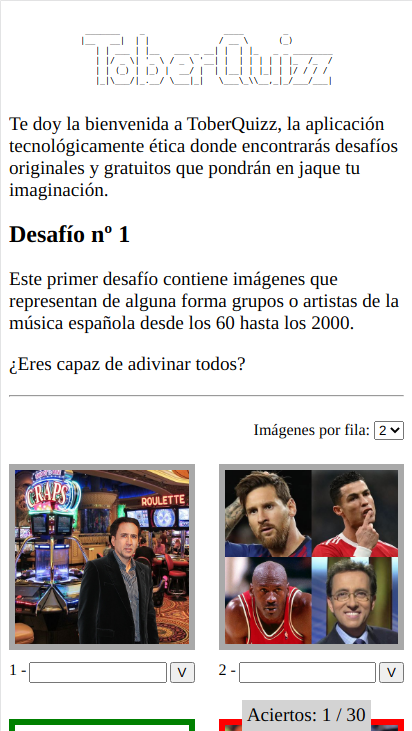 ToberQuizz
Te doy la bienvenida a ToberQuizz, la aplicación
tecnológicamente ética donde encontrarás desafíos
originales y gratuitos que pondrán en jaque tu
imaginación.
Desafío nº 1
Este primer desafío contiene imágenes que
representan de alguna forma grupos o artistas de la
música española desde los 60 hasta los 2000.
¿Eres capaz de adivinar todos?
Imágenes por fila: 2
CRAPS
ROULETTE
1 - V
2 - V
Aciertos: 1 / 30